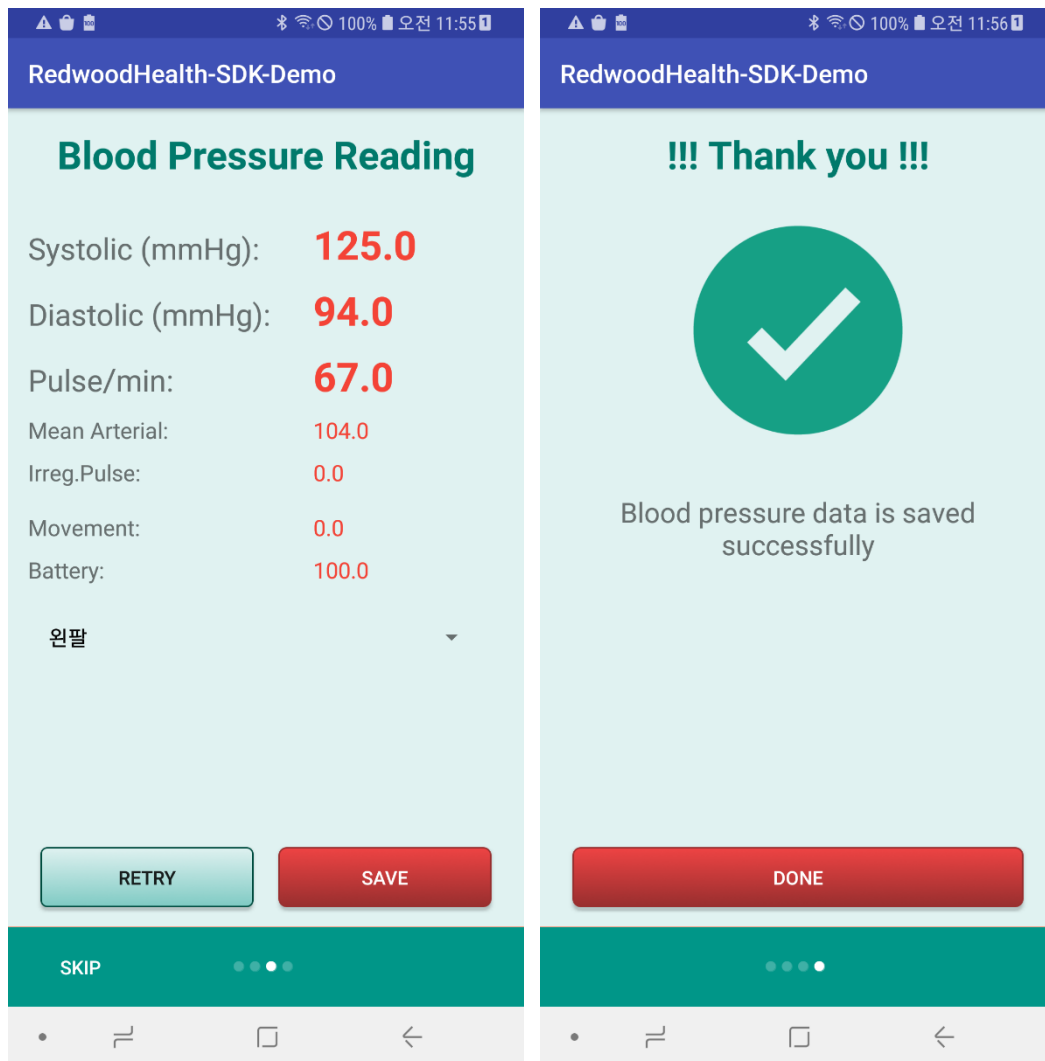 100% 오전 11:55 1
RedwoodHealth-SDK-Demo
Blood Pressure Reading
Systolic (mmHg): 125.0
Diastolic (mmHg): 94.0
Pulse/min: 67.0
Mean Arterial: 104.0
Irreg.Pulse: 0.0
Movement: 0.0
Battery: 100.0
왼팔
RETRY SAVE
SKIP
100% 오전 11:56 1
RedwoodHealth-SDK-Demo
!!! Thank you !!!
Blood pressure data is saved
successfully
DONE